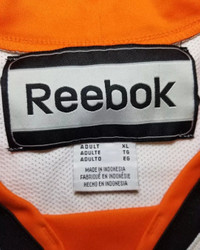 Reebok
ADULT XL
ADULTE TG
ADULTO EG
MADE IN INDONESIA
FABRIQUÉ EN INDONÉSIE
HECHO EN INDONESIA